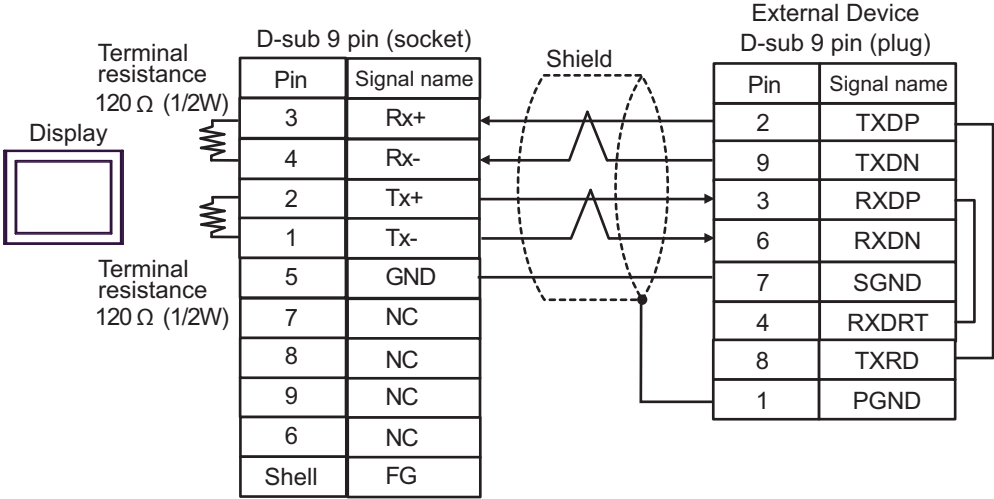 External Device
D-sub 9 pin (socket)
D-sub 9 pin (plug)
Terminal
resistance
120 Ω (1/2W)
Shield
Display
Pin Signal name
3 Rx+
4 Rx-
2 Tx+
1 Tx-
5 GND
7 NC
8 NC
9 NC
6 NC
Shell FG
Terminal
resistance
120 Ω (1/2W)
Pin Signal name
2 TXDP
9 TXDN
3 RXDP
6 RXDN
7 SGND
4 RXDRT
8 TXRD
1 PGND